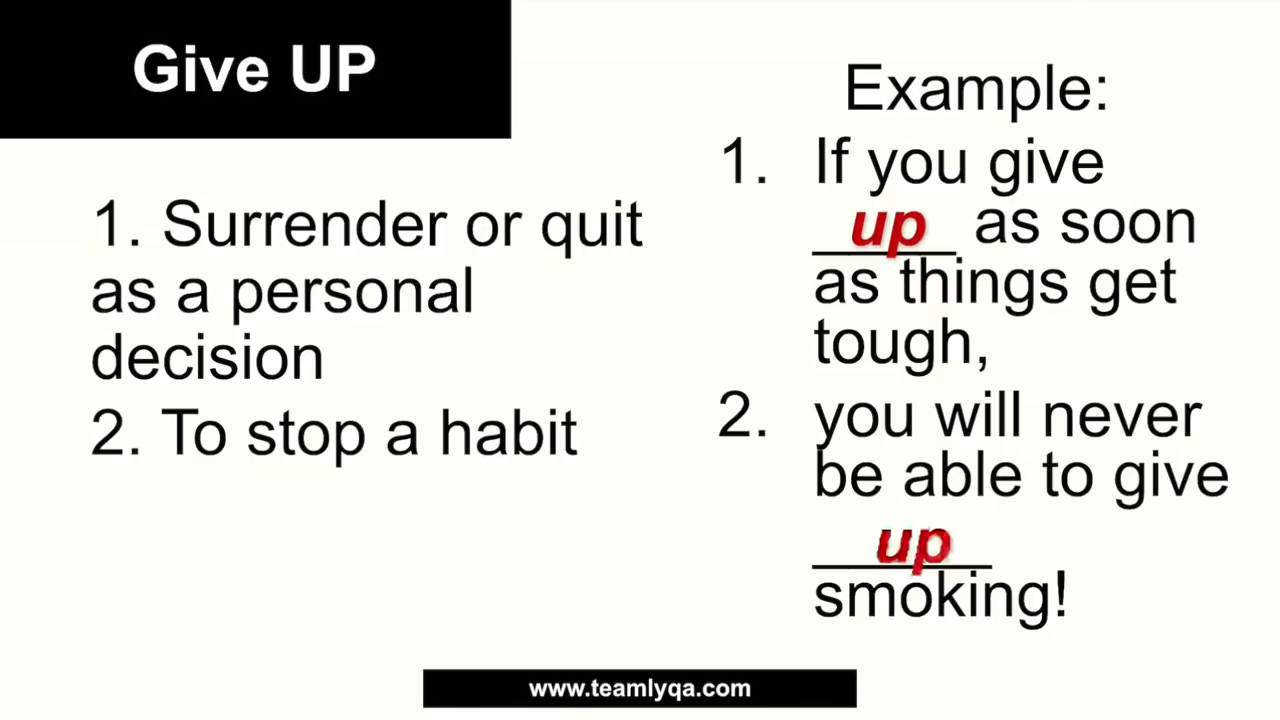 Give UP
1. Surrender or quit
as a personal
decision
2. To stop a habit
Example:
1. If you give
up as soon
as things get
tough,
2. you will never
be able to give
up
smoking!
www.teamlyqa.com